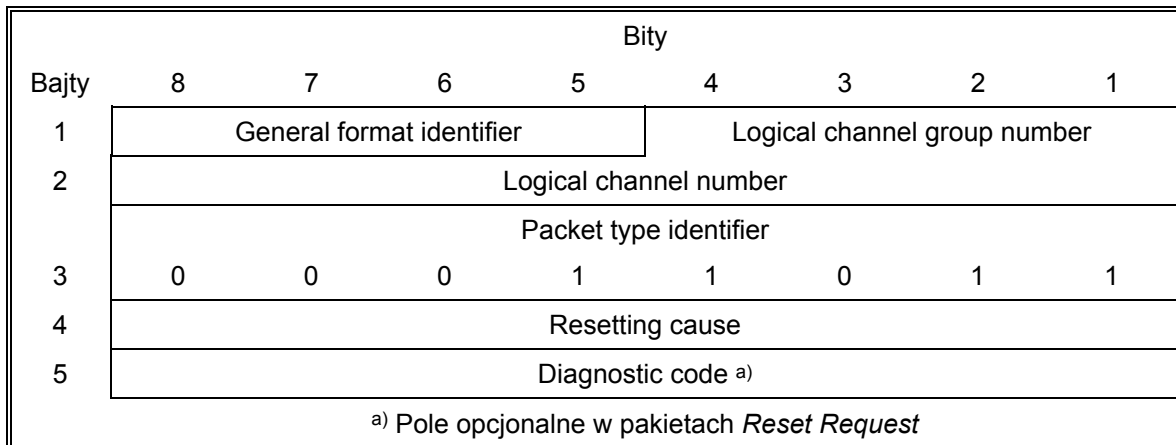 Bity
Bajty 8 7 6 5 4 3 2 1
1 General format identifier Logical channel group number
2 Logical channel number
Packet type identifier
3 0 0 0 1 1 0 1 1
4 Resetting cause
5 Diagnostic code a)
a) Pole opcjonalne w pakietach Reset Request